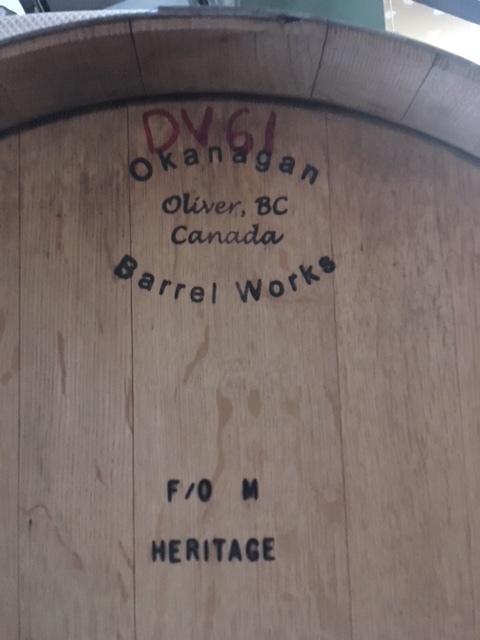 DV61
Okanagan
Oliver, BC
Canada
Barrel Works
F/O M
HERITAGE